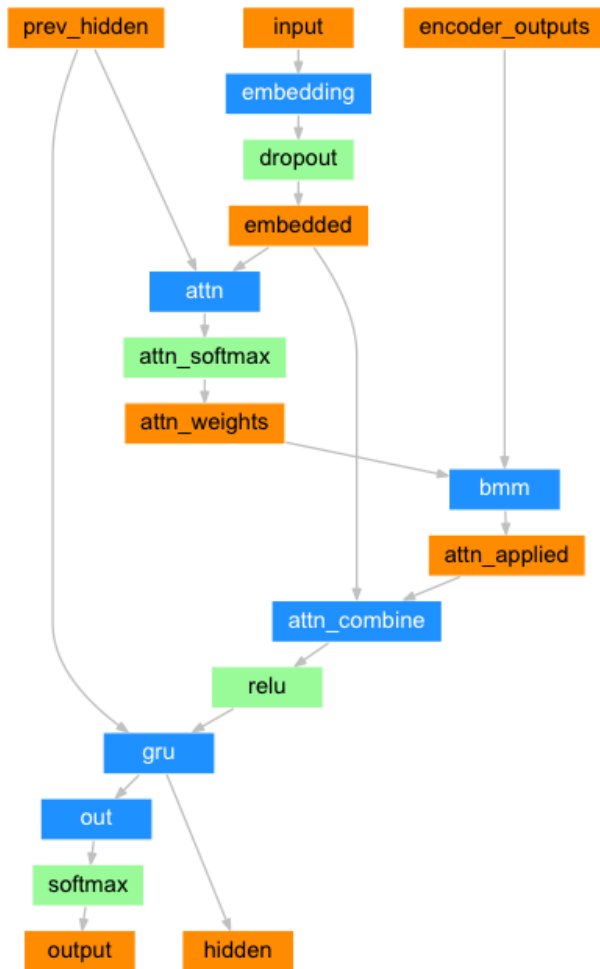 prev_hidden
input
encoder_outputs
embedding
dropout
embedded
attn
attn_softmax
attn_weights
bmm
attn_applied
attn_combine
relu
gru
out
softmax
output
hidden